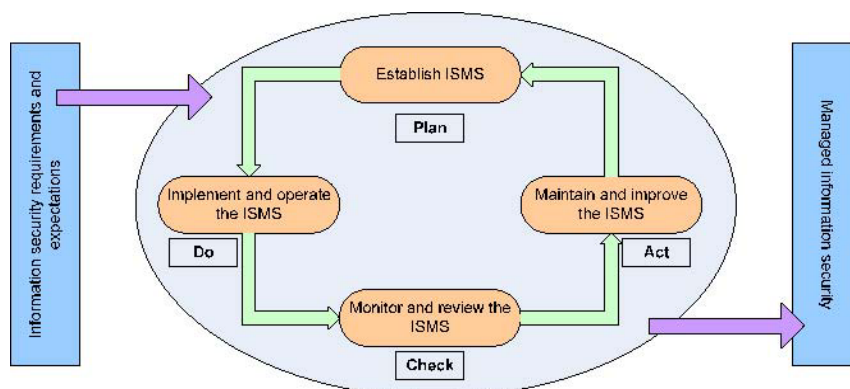 Information security requirements and
expectations
Establish ISMS
Plan
Implement and operate
the ISMS
Do
Maintain and improve
the ISMS
Act
Monitor and review the
ISMS
Check
Managed information security